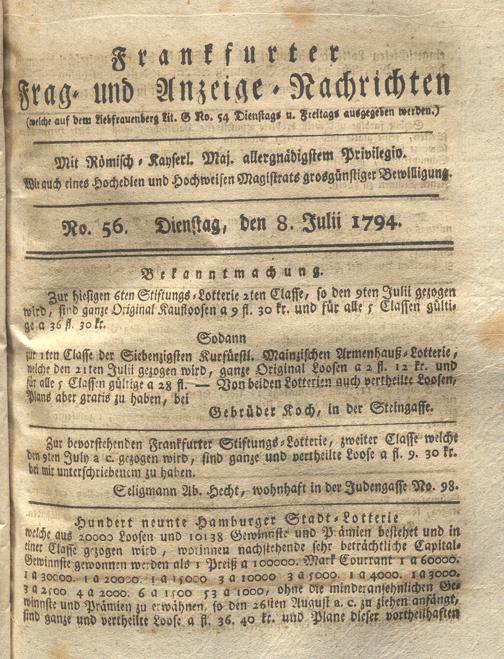 Frankfurter
Frag- und Anzeige-Nachrichten
(welche auf dem Liebfrauenberg Lit. G No. 54 Dienstags u. Freitags ausgegeben werden.)
Mit Römisch-Kayserl. Maj. allergnädigstem Privilegio.
Wie auch eines Hochedlen und Hochweisen Magistrats grosgünstiger Bewilligung.
No. 56. Dienstag, den 8. Julii 1794.
Bekanntmachung.
Zur hiesigen 6ten Stiftungs-Lotterie 2ten Classe, so den 9ten Julii gezogen
wird, sind ganze Original Kaufloosen a 9 fl. 30 kr. und für alle 5 Classen gülti-
ge a 36 fl. 30 kr.
Sodann
zur 1ten Classe der Siebenzigsten Kurfürstl. Mainzischen Armenhauß-Lotterie,
welche den 21ten Julii gezogen wird, ganze Original Loosen a 2 fl. 12 kr. und
für alle 5 Classen gültige a 28 fl. — Von beiden Lotterien auch vertheilte Loosen,
Plans aber gratis zu haben, bei
Gebrüder Koch, in der Steingasse.
Zur bevorstehenden Frankfurter Stiftungs-Lotterie, zweiter Classe welche
den 9ten July a c. gezogen wird, sind ganze und vertheilte Loose a fl. 9. 30 kr.
bei mir unterschriebenem zu haben.
Seligmann Ab. Hecht, wohnhaft in der Judengasse No. 98.
Hundert neunte Hamburger Stadt-Lotterie
welche aus 20000 Loosen und 10138 Gewinnste und Prämien bestehet und in
einer Classe gezogen wird, worinnen nachstehende sehr beträchtliche Capital-
Gewinnste gewonnen werden als 1 Preiß a 100000. Mark Courrant 1 a 60000.
1 a 30000. 1 a 20000. 1 a 15000 3 a 10000 3 a 5000. 1 a 4000. 1 a 3000.
3 a 2500 4 a 2000. 6 a 1500 53 a 1000, ohne die minderansehnlichen Ge-
winnste und Prämien zu erwähnen, so den 26sten August a. c. zu ziehen anfängt,
sind ganze und vertheilte Loose a fl. 36. 40 kr. und Plane dieser vortheilhaften